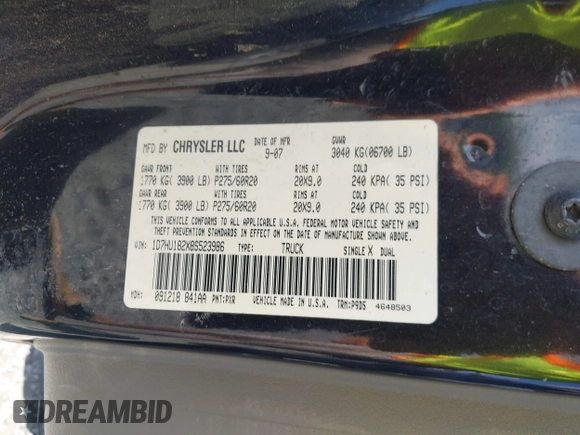 MFD BY CHRYSLER LLC DATE OF MFR 9-07 GVWR 3040 KG(06700 LB)
GAWR FRONT WITH TIRES RIMS AT COLD
1770 KG( 3900 LB) P275/60R20 20X9.0 240 KPA( 35 PSI)
GAWR REAR WITH TIRES RIMS AT COLD
1770 KG( 3900 LB) P275/60R20 20X9.0 240 KPA( 35 PSI)
THIS VEHICLE CONFORMS TO ALL APPLICABLE U.S.A. FEDERAL MOTOR VEHICLE SAFETY AND
THEFT PREVENTION STANDARDS IN EFFECT ON THE DATE OF MANUFACTURE SHOWN ABOVE.
VIN: 1D7HU182X8S523986 TYPE: TRUCK SINGLE X DUAL
MDH: 091218 841AA PNT:PXR VEHICLE MADE IN U.S.A. TRM:P9D5 4648503
DREAMBID